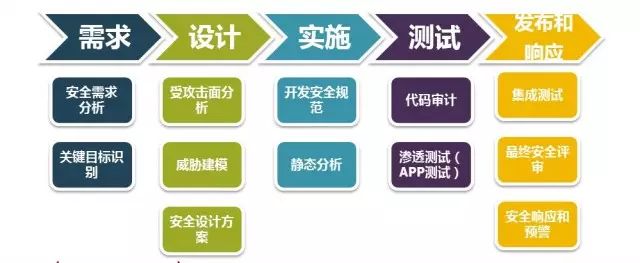 需求
设计
实施
测试
发布和
响应
安全需求
分析
受攻击面分
析
开发安全规
范
代码审计
集成测试
关键目标识
别
威胁建模
静态分析
渗透测试（
APP测试）
最终安全评
审
安全设计方
案
安全响应和
预警